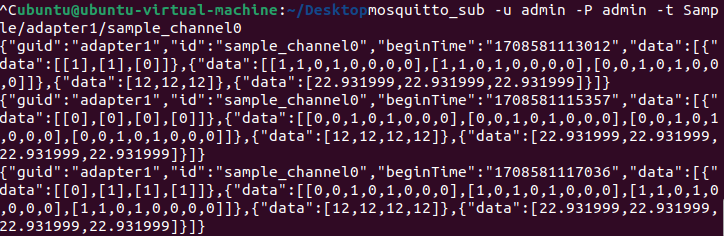 ^Cubuntu@ubuntu-virtual-machine:~/Desktopmosquitto_sub -u admin -P admin -t Samp
le/adapter1/sample_channel0
{"guid":"adapter1","id":"sample_channel0","beginTime":"1708581113012","data":[{"
data":[[1],[1],[0]]},{"data":[[1,1,0,1,0,0,0,0],[1,1,0,1,0,0,0,0],[0,0,1,0,1,0,0
,0]]},{"data":[12,12,12]},{"data":[22.931999,22.931999,22.931999]}]}
{"guid":"adapter1","id":"sample_channel0","beginTime":"1708581115357","data":[{"
data":[[0],[0],[0],[0]]},{"data":[[0,0,1,0,1,0,0,0],[0,0,1,0,1,0,0,0],[0,0,1,0,1
,0,0,0],[0,0,1,0,1,0,0,0]]},{"data":[12,12,12,12]},{"data":[22.931999,22.931999,
22.931999,22.931999]}]}
{"guid":"adapter1","id":"sample_channel0","beginTime":"1708581117036","data":[{"
data":[[0],[1],[1],[1]]},{"data":[[0,0,1,0,1,0,0,0],[1,0,1,0,1,0,0,0],[1,1,0,1,0
,0,0,0],[1,1,0,1,0,0,0,0]]},{"data":[12,12,12,12]},{"data":[22.931999,22.931999,
22.931999,22.931999]}]}